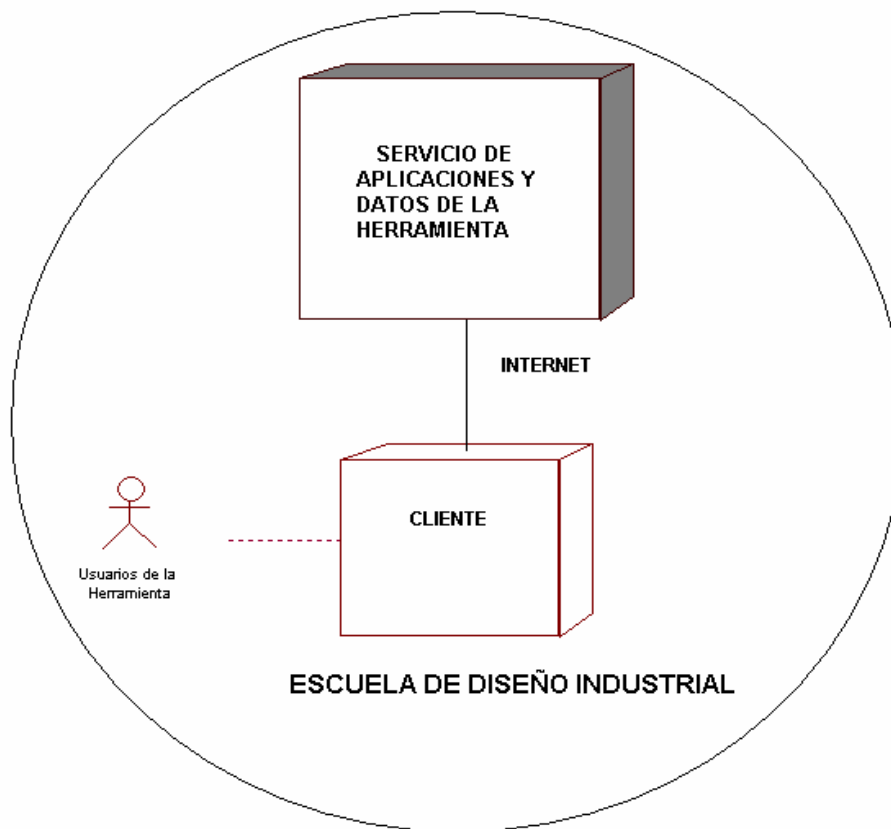 SERVICIO DE
APLICACIONES Y
DATOS DE LA
HERRAMIENTA
INTERNET
CLIENTE
Usuarios de la
Herramienta
ESCUELA DE DISEÑO INDUSTRIAL